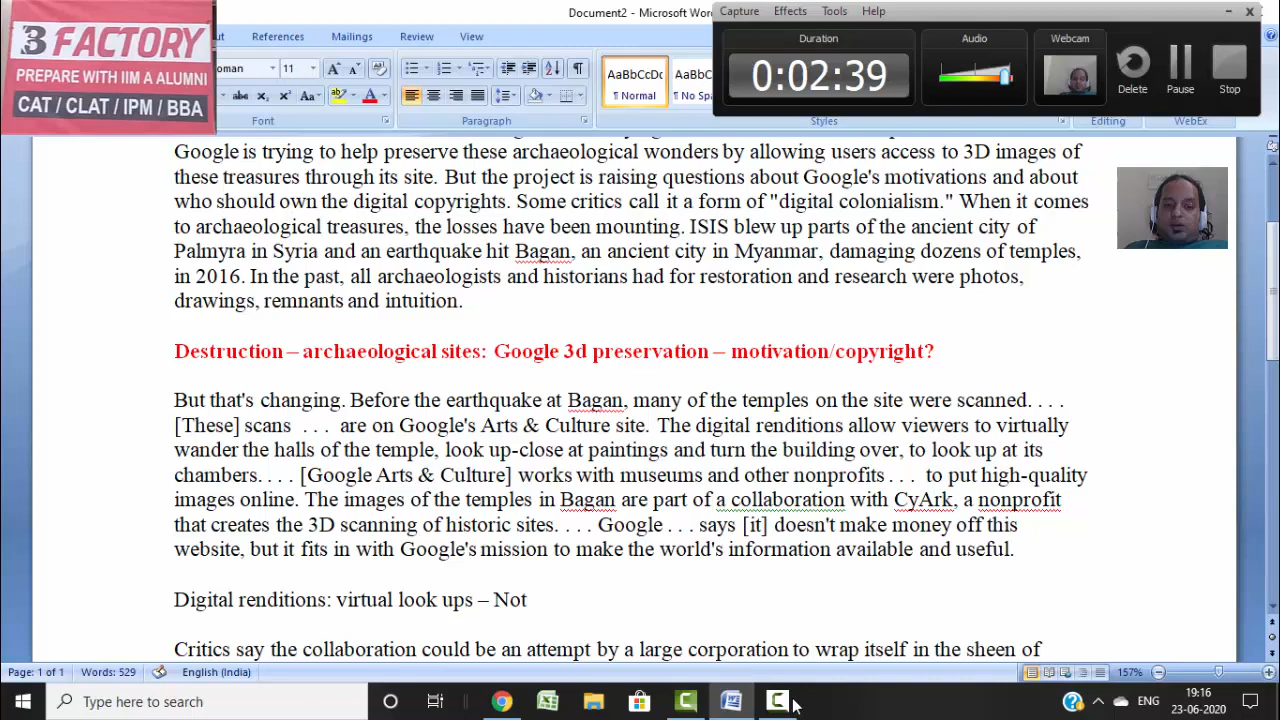 Document2 - Microsoft Wor
Capture Effects Tools Help
3 FACTORY
PREPARE WITH IIM A ALUMNI
CAT / CLAT / IPM / BBA
References Mailings Review View
Duration
0:02:39
Audio
Webcam
Delete Pause Stop
11
AaBbCcDc
¶ Normal
¶ No Sp
Font Paragraph Styles Editing WebEx
Google is trying to help preserve these archaeological wonders by allowing users access to 3D images of
these treasures through its site. But the project is raising questions about Google's motivations and about
who should own the digital copyrights. Some critics call it a form of "digital colonialism." When it comes
to archaeological treasures, the losses have been mounting. ISIS blew up parts of the ancient city of
Palmyra in Syria and an earthquake hit Bagan, an ancient city in Myanmar, damaging dozens of temples,
in 2016. In the past, all archaeologists and historians had for restoration and research were photos,
drawings, remnants and intuition.
Destruction – archaeological sites: Google 3d preservation – motivation/copyright?
But that's changing. Before the earthquake at Bagan, many of the temples on the site were scanned. . . .
[These] scans . . . are on Google's Arts & Culture site. The digital renditions allow viewers to virtually
wander the halls of the temple, look up-close at paintings and turn the building over, to look up at its
chambers. . . . [Google Arts & Culture] works with museums and other nonprofits . . . to put high-quality
images online. The images of the temples in Bagan are part of a collaboration with CyArk, a nonprofit
that creates the 3D scanning of historic sites. . . . Google . . . says [it] doesn't make money off this
website, but it fits in with Google's mission to make the world's information available and useful.
Digital renditions: virtual look ups – Not
Critics say the collaboration could be an attempt by a large corporation to wrap itself in the sheen of
Page: 1 of 1 Words: 529 English (India) 157%
Type here to search
ENG
19:16
23-06-2020